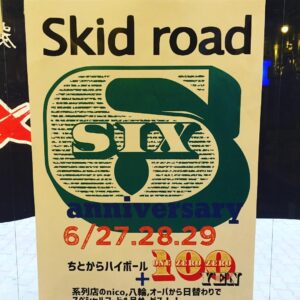 Skid road
SIX
anniversary
6/27.28.29
ちとからハイボール
ONE ZERO ZERO
+
100
YEN
系列店のnico,八輪,オーパから日替わりで